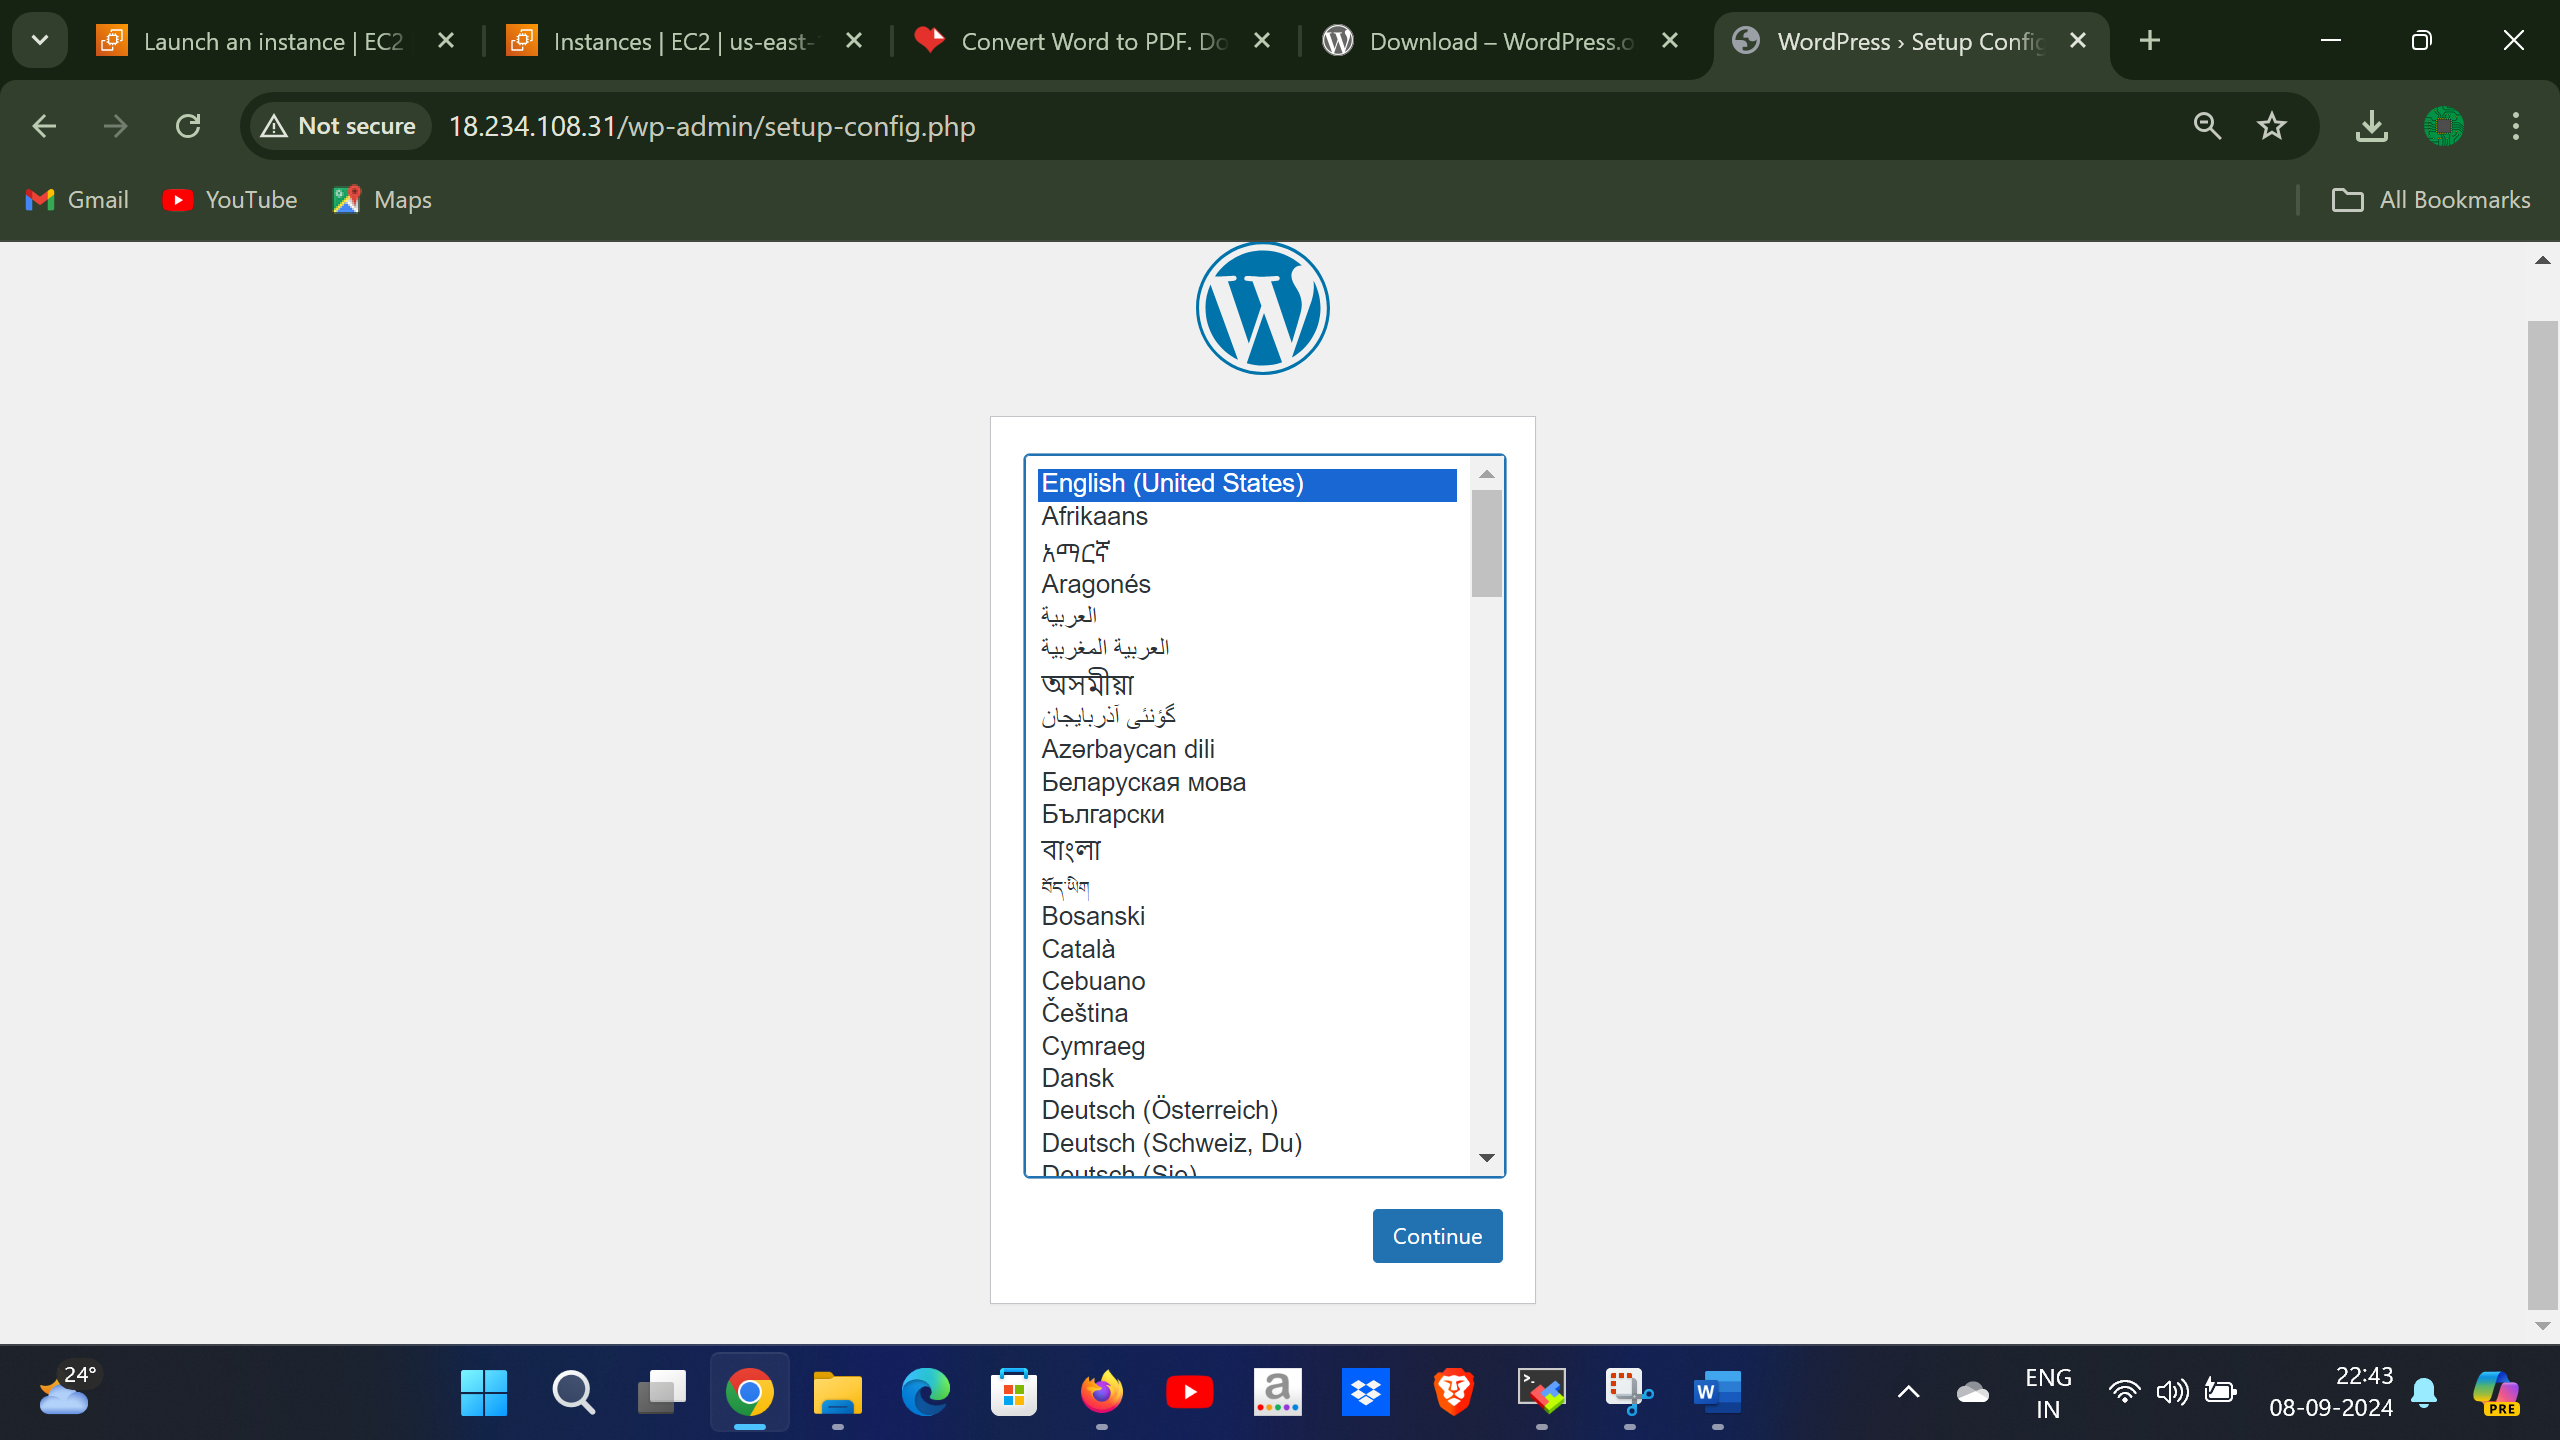 Launch an instance | EC2
Instances | EC2 | us-east-
Convert Word to PDF. Do
Download – WordPress.o
WordPress › Setup Config
Not secure
18.234.108.31/wp-admin/setup-config.php
Gmail
YouTube
Maps
All Bookmarks
English (United States)
Afrikaans
አማርኛ
Aragonés
العربية
العربية المغربية
অসমীয়া
گؤنئی آذربایجان
Azərbaycan dili
Беларуская мова
Български
বাংলা
བོད་ཡིག
Bosanski
Català
Cebuano
Čeština
Cymraeg
Dansk
Deutsch (Österreich)
Deutsch (Schweiz, Du)
Deutsch (Sie)
Continue
24°
ENG
IN
22:43
08-09-2024
PRE